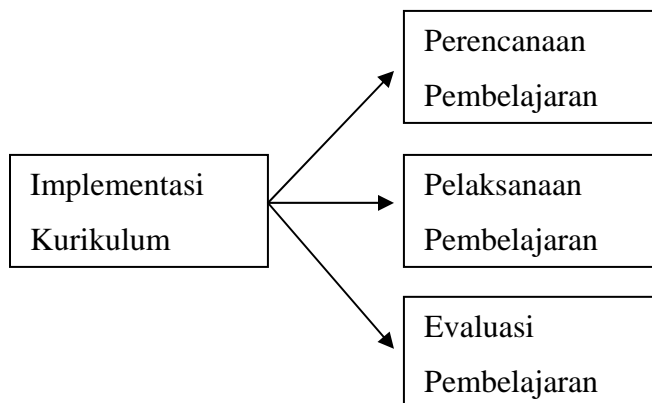 Perencanaan
Pembelajaran
Implementasi
Kurikulum
Pelaksanaan
Pembelajaran
Evaluasi
Pembelajaran